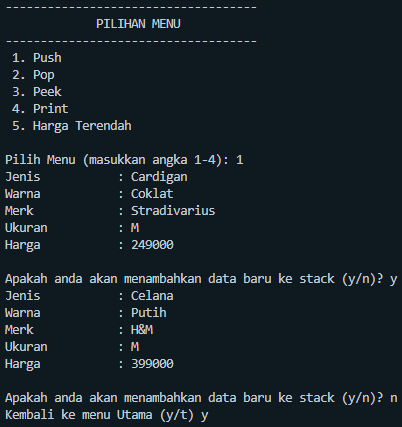 ------------------------------------
PILIHAN MENU
------------------------------------
1. Push
2. Pop
3. Peek
4. Print
5. Harga Terendah
Pilih Menu (masukkan angka 1-4): 1
Jenis : Cardigan
Warna : Coklat
Merk : Stradivarius
Ukuran : M
Harga : 249000
Apakah anda akan menambahkan data baru ke stack (y/n)? y
Jenis : Celana
Warna : Putih
Merk : H&M
Ukuran : M
Harga : 399000
Apakah anda akan menambahkan data baru ke stack (y/n)? n
Kembali ke menu Utama (y/t) y